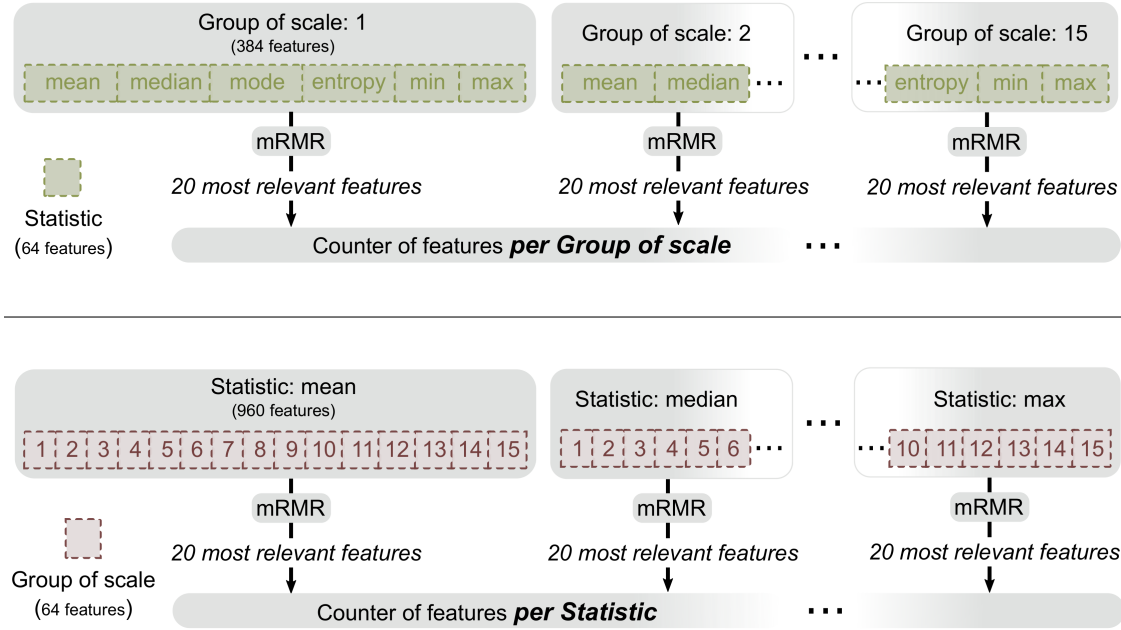 Group of scale: 1
(384 features)
mean median mode entropy min max
Group of scale: 2
mean median ...
...
Group of scale: 15
... entropy min max
mRMR
mRMR
mRMR
20 most relevant features
20 most relevant features
20 most relevant features
Statistic
(64 features)
Counter of features per Group of scale ...
Statistic: mean
(960 features)
1 2 3 4 5 6 7 8 9 10 11 12 13 14 15
Statistic: median
1 2 3 4 5 6 ...
...
Statistic: max
... 10 11 12 13 14 15
mRMR
mRMR
mRMR
20 most relevant features
20 most relevant features
20 most relevant features
Group of scale
(64 features)
Counter of features per Statistic ...